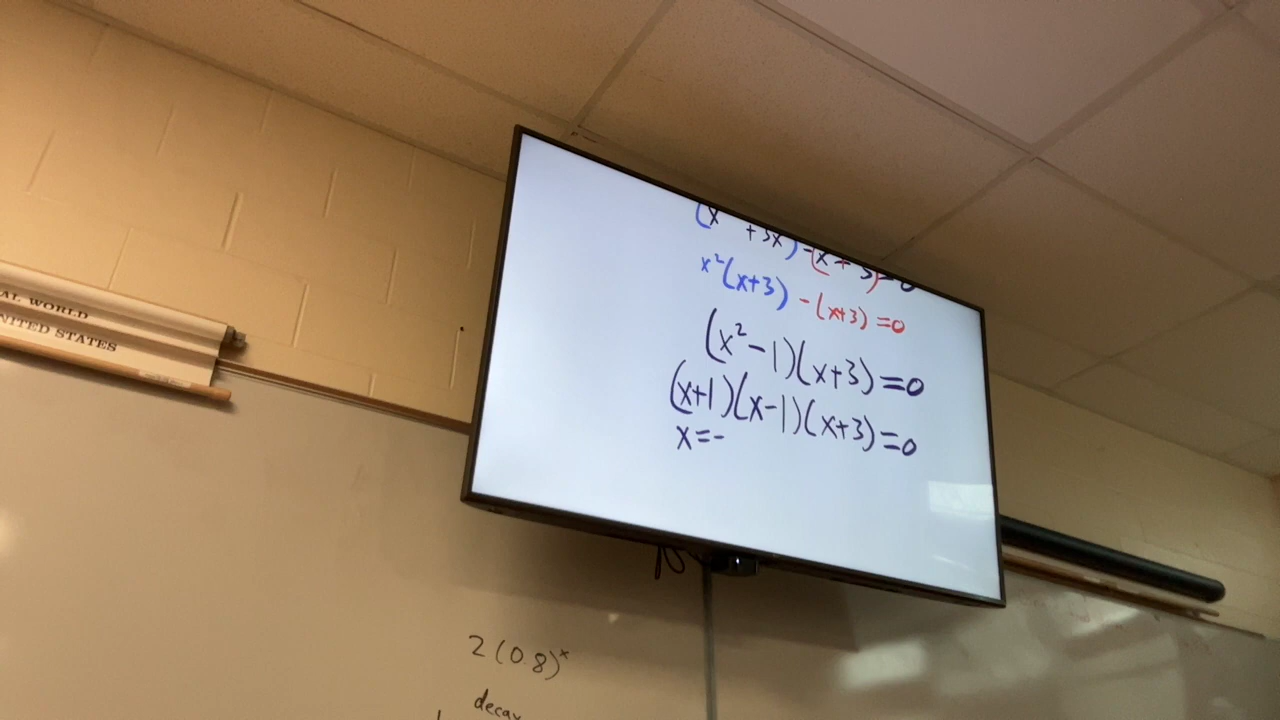 x²(x+3) -(x+3) =0
(x²-1)(x+3)=0
(x+1)(x-1)(x+3)=0
x=-
AL WORLD
NITED STATES
2(0.8)ˣ
decay